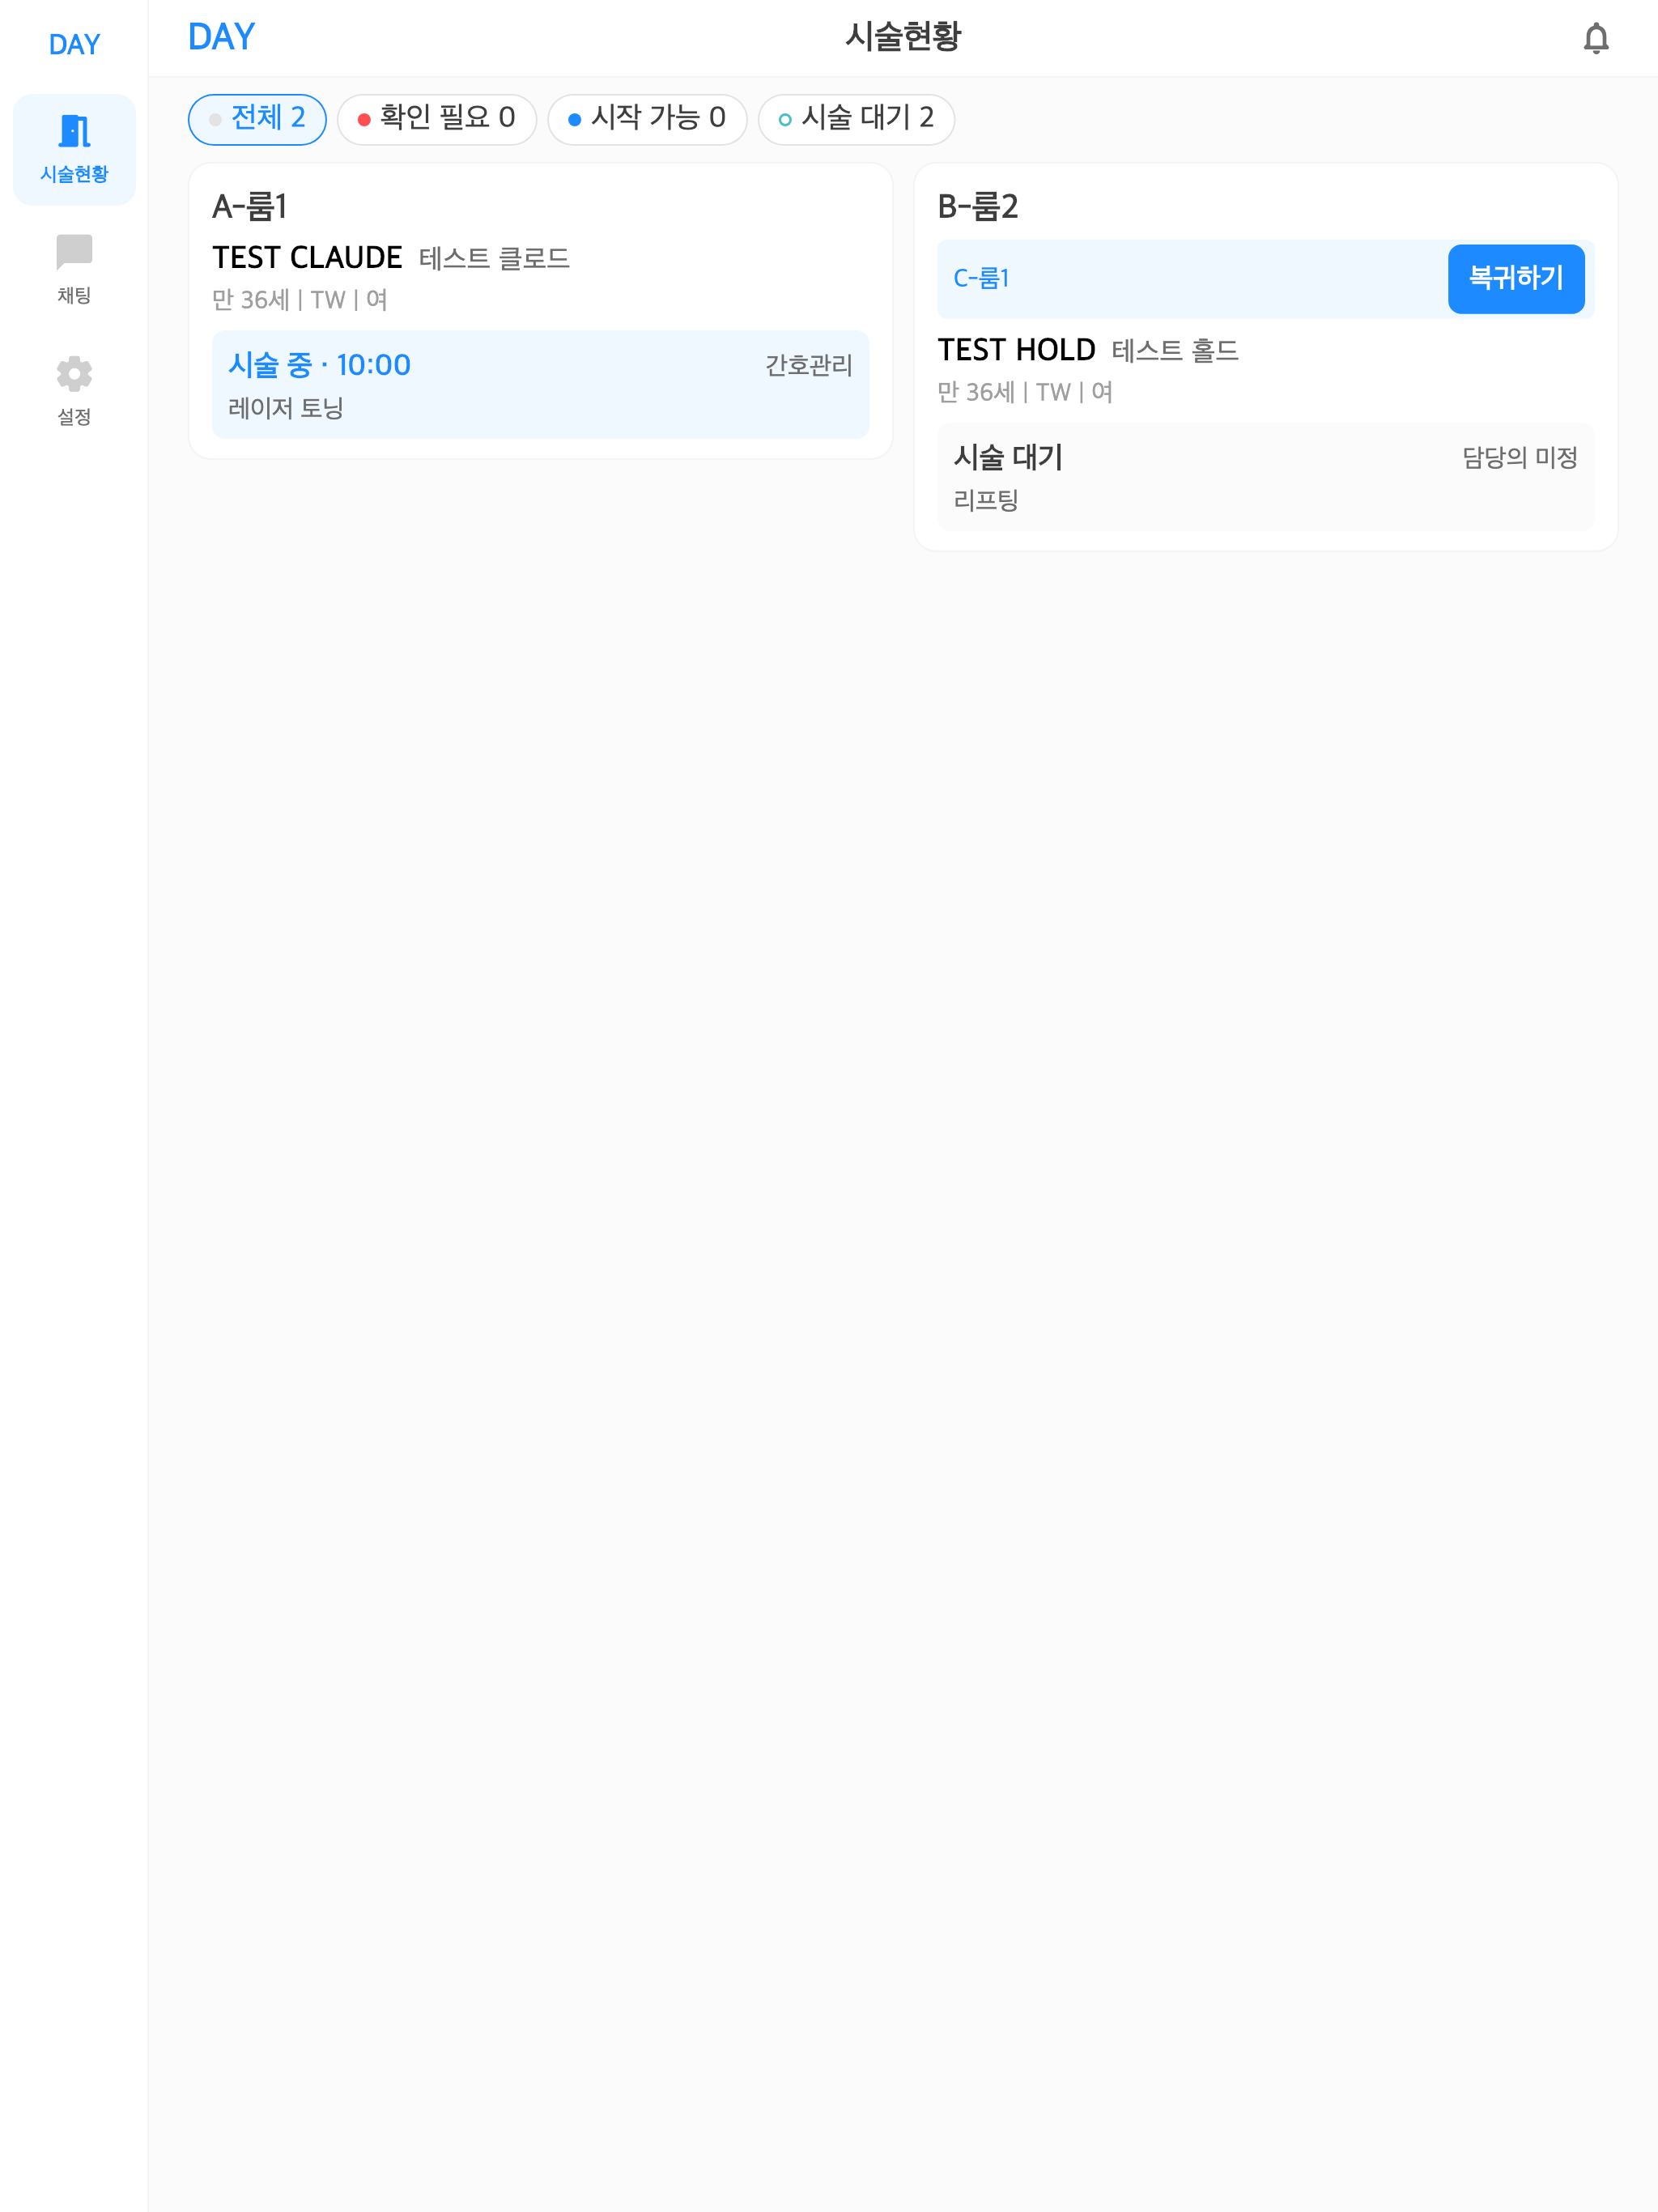 DAY
시술현황
채팅
설정
DAY
시술현황
전체 2
확인 필요 0
시작 가능 0
시술 대기 2
A-룸1
TEST CLAUDE 테스트 클로드
만 36세 | TW | 여
시술 중 · 10:00 간호관리
레이저 토닝
B-룸2
C-룸1 복귀하기
TEST HOLD 테스트 홀드
만 36세 | TW | 여
시술 대기 담당의 미정
리프팅